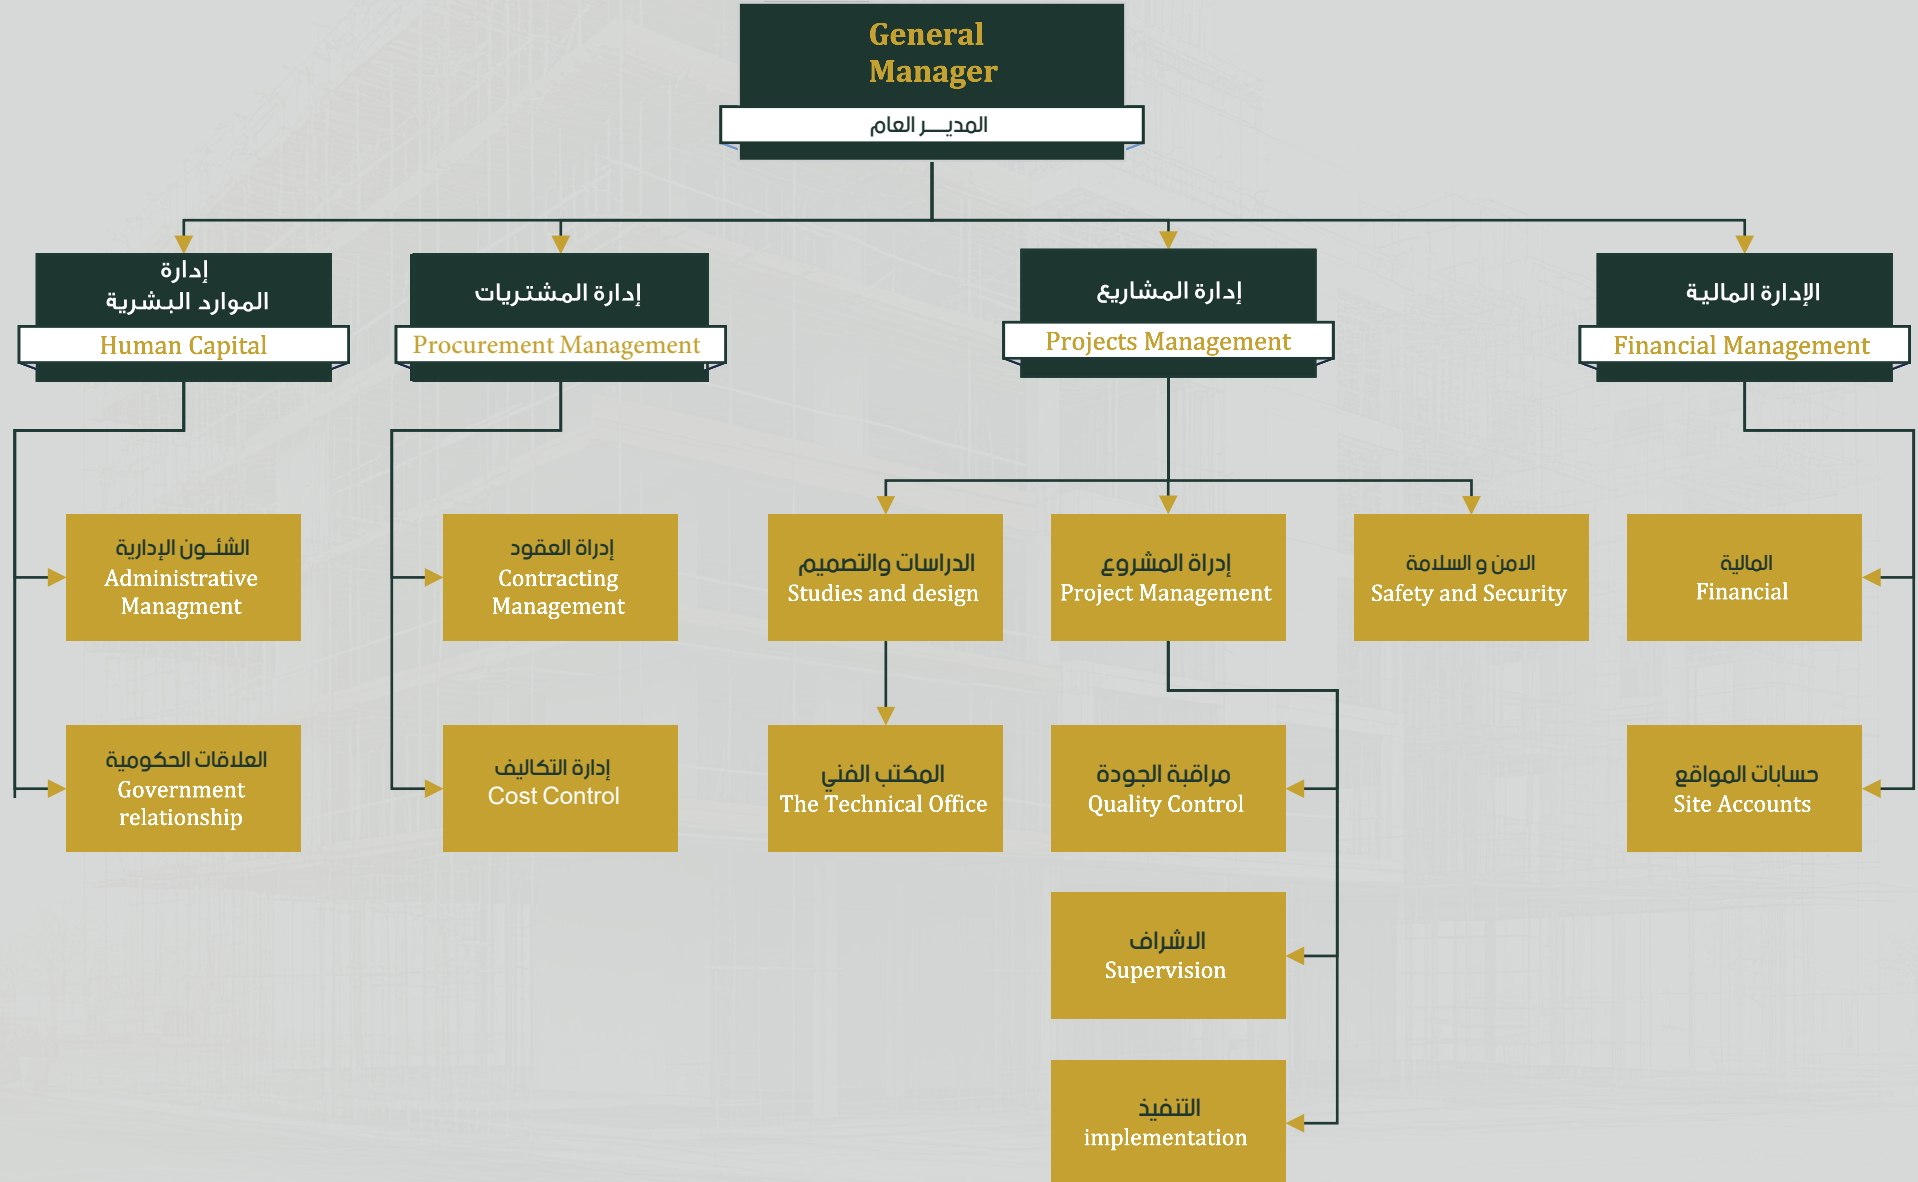 General
Manager
المديـــر العام
إدارة
الموارد البشرية
Human Capital
إدارة المشتريات
Procurement Management
إدارة المشاريع
Projects Management
الإدارة المالية
Financial Management
الشئــون الإدارية
Administrative
Managment
إدراة العقود
Contracting
Management
الدراسات والتصميم
Studies and design
إدراة المشروع
Project Management
الامن و السلامة
Safety and Security
المالية
Financial
العلاقات الحكومية
Government
relationship
إدارة التكاليف
Cost Control
المكتب الفني
The Technical Office
مراقبة الجودة
Quality Control
حسابات المواقع
Site Accounts
الاشراف
Supervision
التنفيذ
implementation